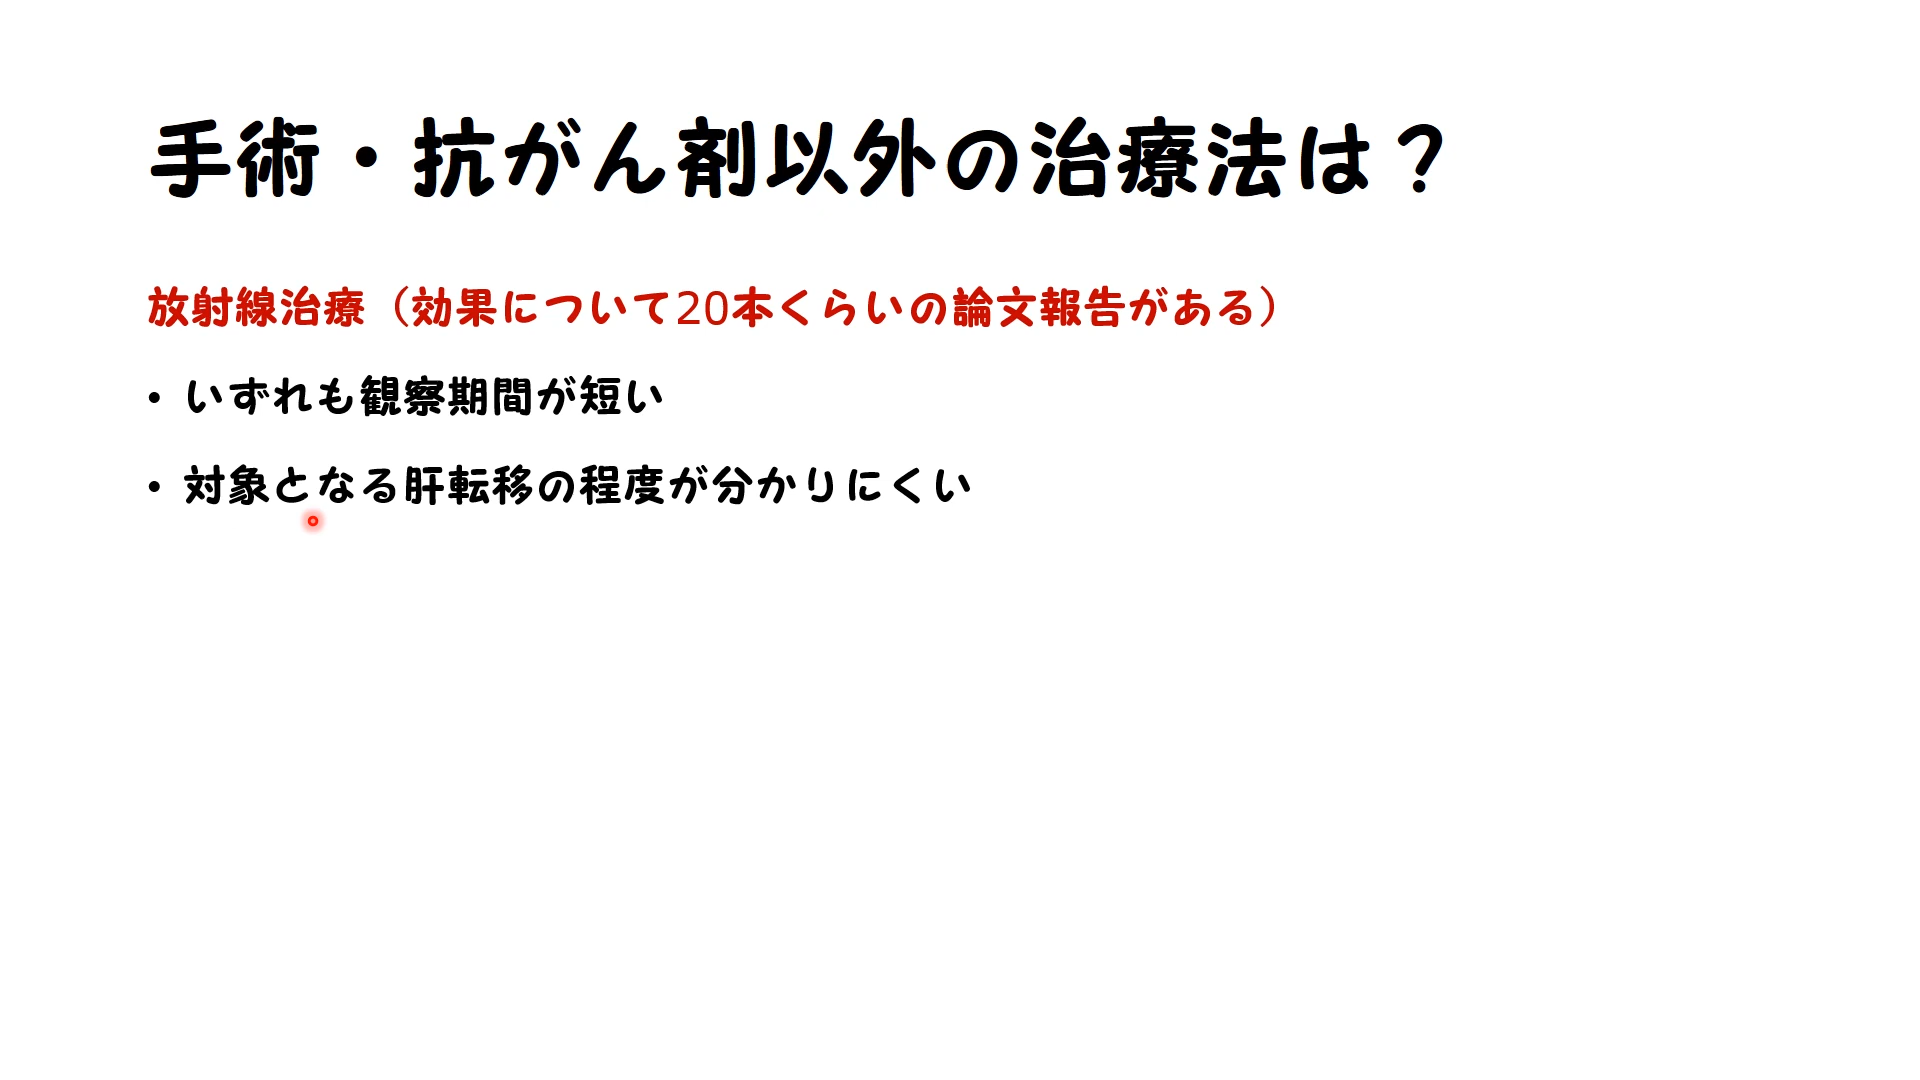 手術・抗がん剤以外の治療法は？
放射線治療（効果について20本くらいの論文報告がある）
• いずれも観察期間が短い
• 対象となる肝転移の程度が分かりにくい